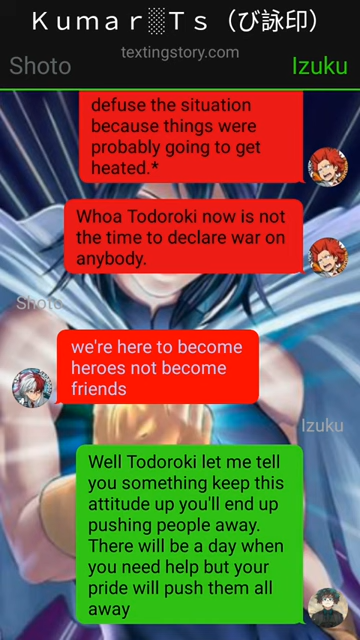 Ｋｕｍａｒ░Ｔｓ（び詠印）
textingstory.com
Shoto
Izuku
defuse the situation
because things were
probably going to get
heated.*
Whoa Todoroki now is not
the time to declare war on
anybody.
Shoto
we're here to become
heroes not become
friends
Izuku
Well Todoroki let me tell
you something keep this
attitude up you'll end up
pushing people away.
There will be a day when
you need help but your
pride will push them all
away